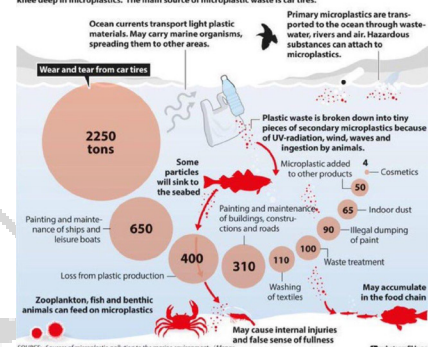 knee deep in microplastics. The main source of microplastic waste is car tires.
Ocean currents transport light plastic
materials. May carry marine organisms,
spreading them to other areas.
Primary microplastics are trans-
ported to the ocean through waste-
water, rivers and air. Hazardous
substances can attach to
microplastics.
Wear and tear from car tires
2250
tons
Plastic waste is broken down into tiny
pieces of secondary microplastics because
of UV-radiation, wind, waves and
ingestion by animals.
Some
particles
will sink to
the seabed
Microplastic added
to other products
4
Cosmetics
50
Painting and mainte-
nance of ships and
leisure boats
650
Painting and maintenance
of buildings, construc-
tions and roads
65
Indoor dust
90
Illegal dumping
of paint
400
310
110
100
Waste treatment
Loss from plastic production
Washing
of textiles
Zooplankton, fish and benthic
animals can feed on microplastics
May accumulate
in the food chain
May cause internal injuries
and false sense of fullness